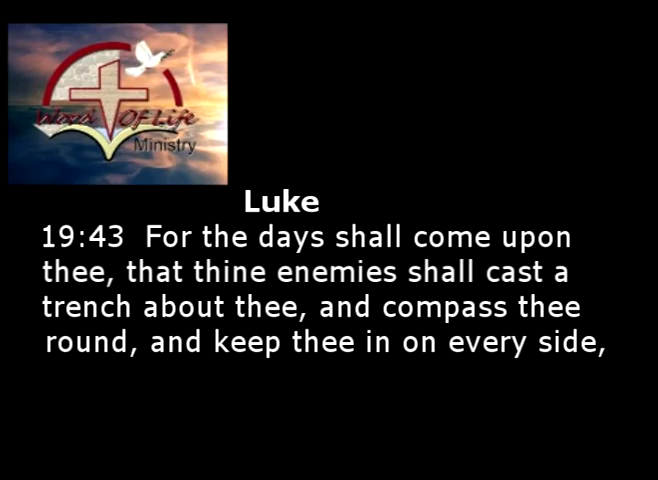 Word Of Life
Ministry
Luke
19:43 For the days shall come upon
thee, that thine enemies shall cast a
trench about thee, and compass thee
round, and keep thee in on every side,